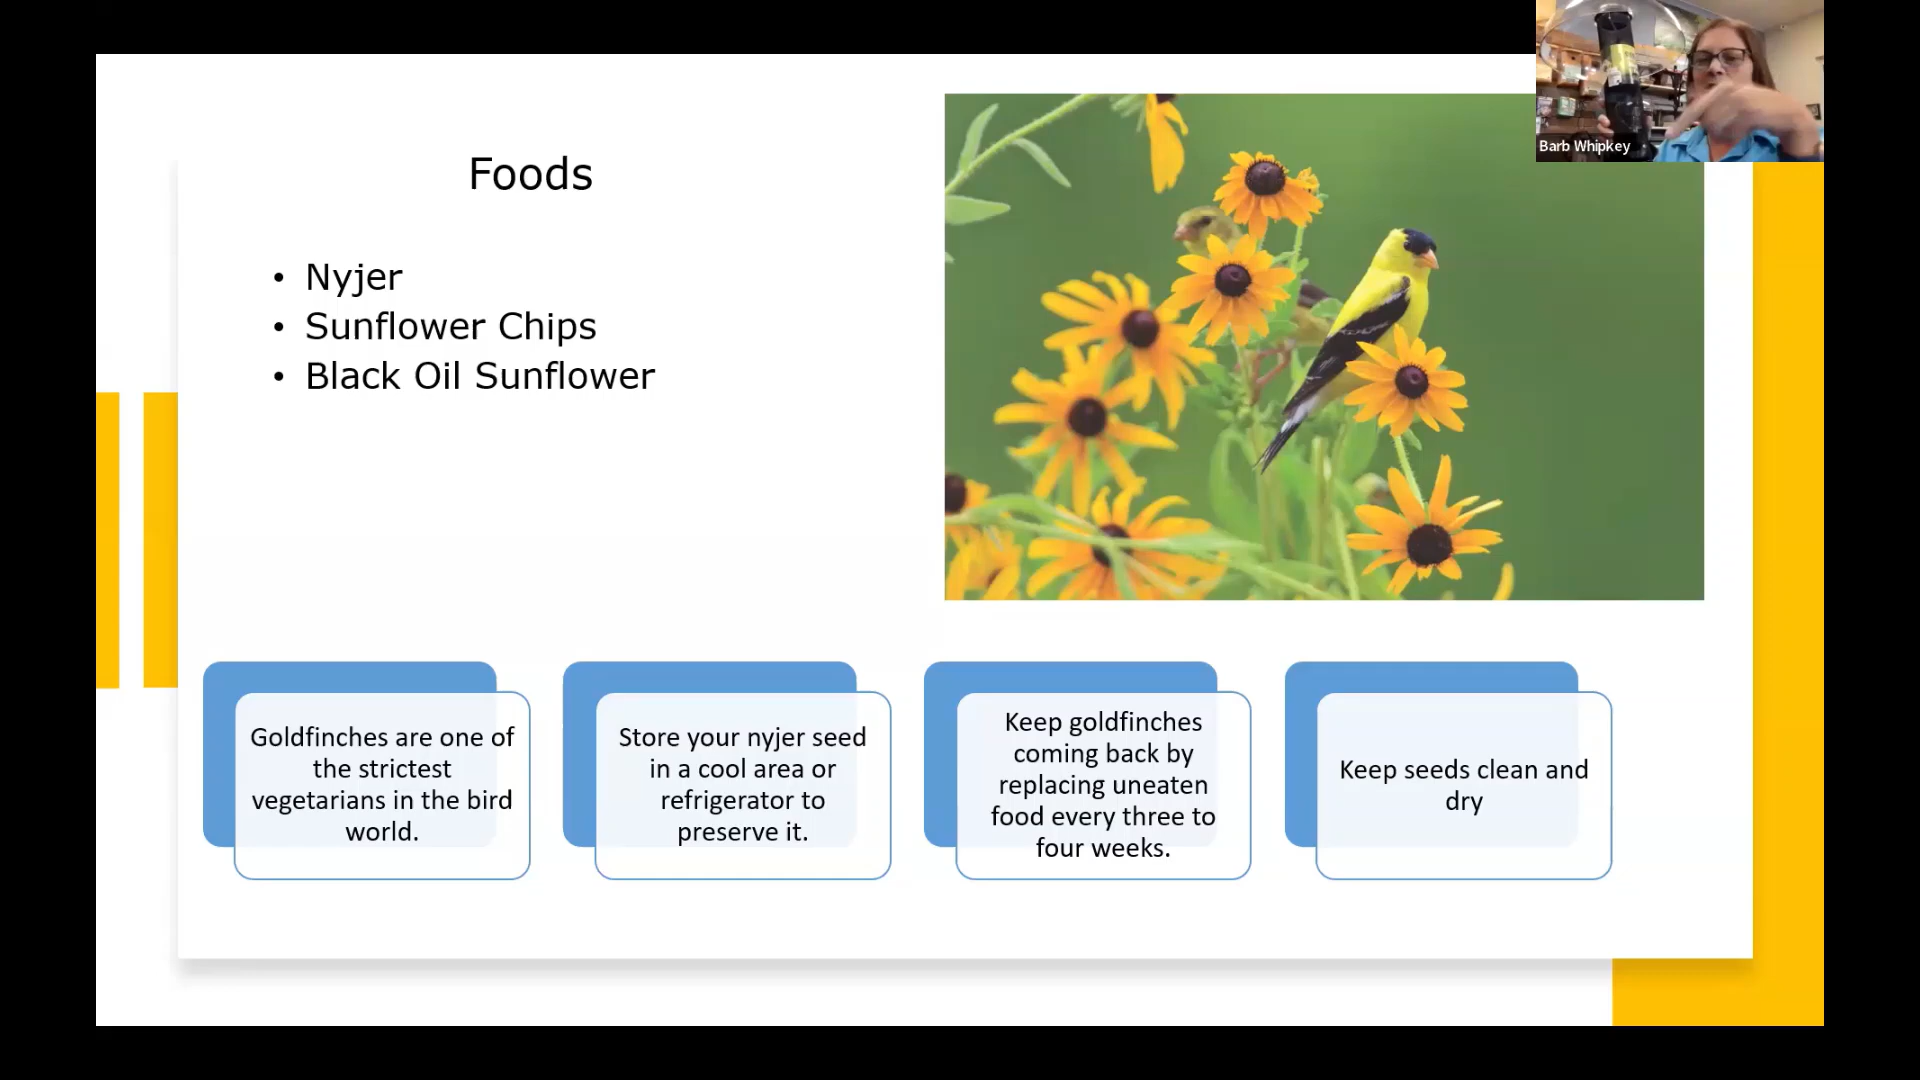 Barb Whipkey
Foods
• Nyjer
• Sunflower Chips
• Black Oil Sunflower
Goldfinches are one of
the strictest
vegetarians in the bird
world.
Store your nyjer seed
in a cool area or
refrigerator to
preserve it.
Keep goldfinches
coming back by
replacing uneaten
food every three to
four weeks.
Keep seeds clean and
dry